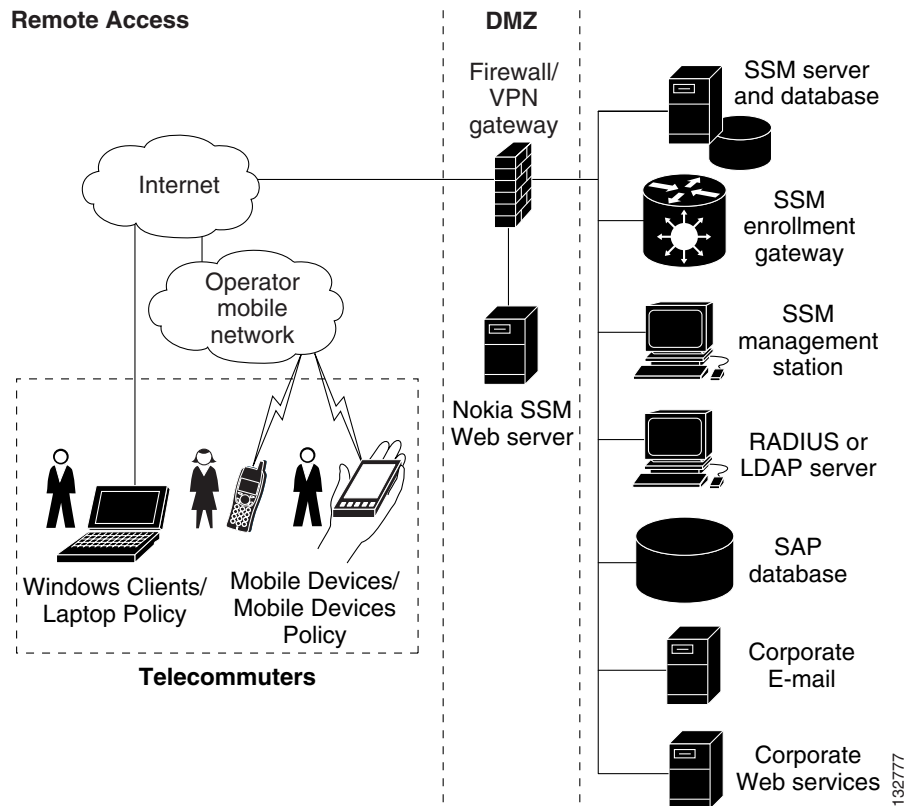 Remote Access
DMZ
Firewall/
VPN
gateway
Internet
Operator
mobile
network
Nokia SSM
Web server
Windows Clients/
Laptop Policy
Mobile Devices/
Mobile Devices
Policy
Telecommuters
SSM server
and database
SSM
enrollment
gateway
SSM
management
station
RADIUS or
LDAP server
SAP
database
Corporate
E-mail
Corporate
Web services
132777